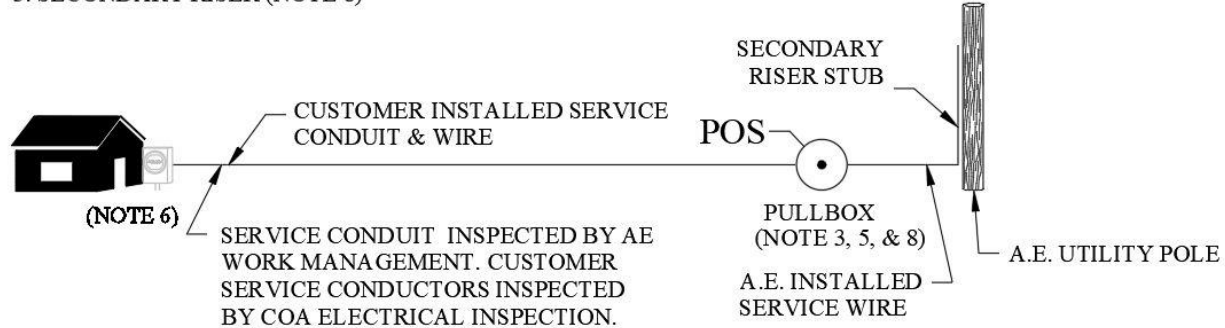 SECONDARY
RISER STUB
CUSTOMER INSTALLED SERVICE
CONDUIT & WIRE
POS
(NOTE 6)
SERVICE CONDUIT INSPECTED BY AE
WORK MANAGEMENT. CUSTOMER
SERVICE CONDUCTORS INSPECTED
BY COA ELECTRICAL INSPECTION.
PULLBOX
(NOTE 3, 5, & 8)
A.E. INSTALLED
SERVICE WIRE
A.E. UTILITY POLE